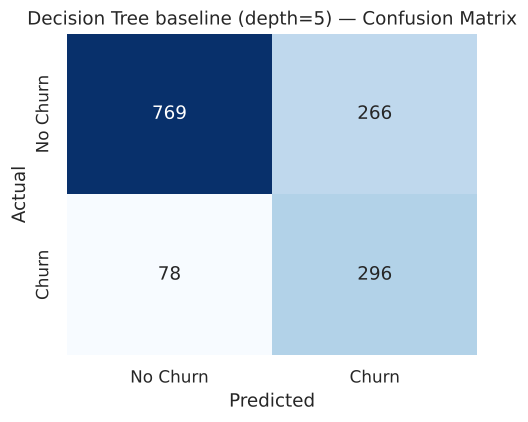 Decision Tree baseline (depth=5) — Confusion Matrix
Actual
No Churn
769
266
Churn
78
296
No Churn
Churn
Predicted